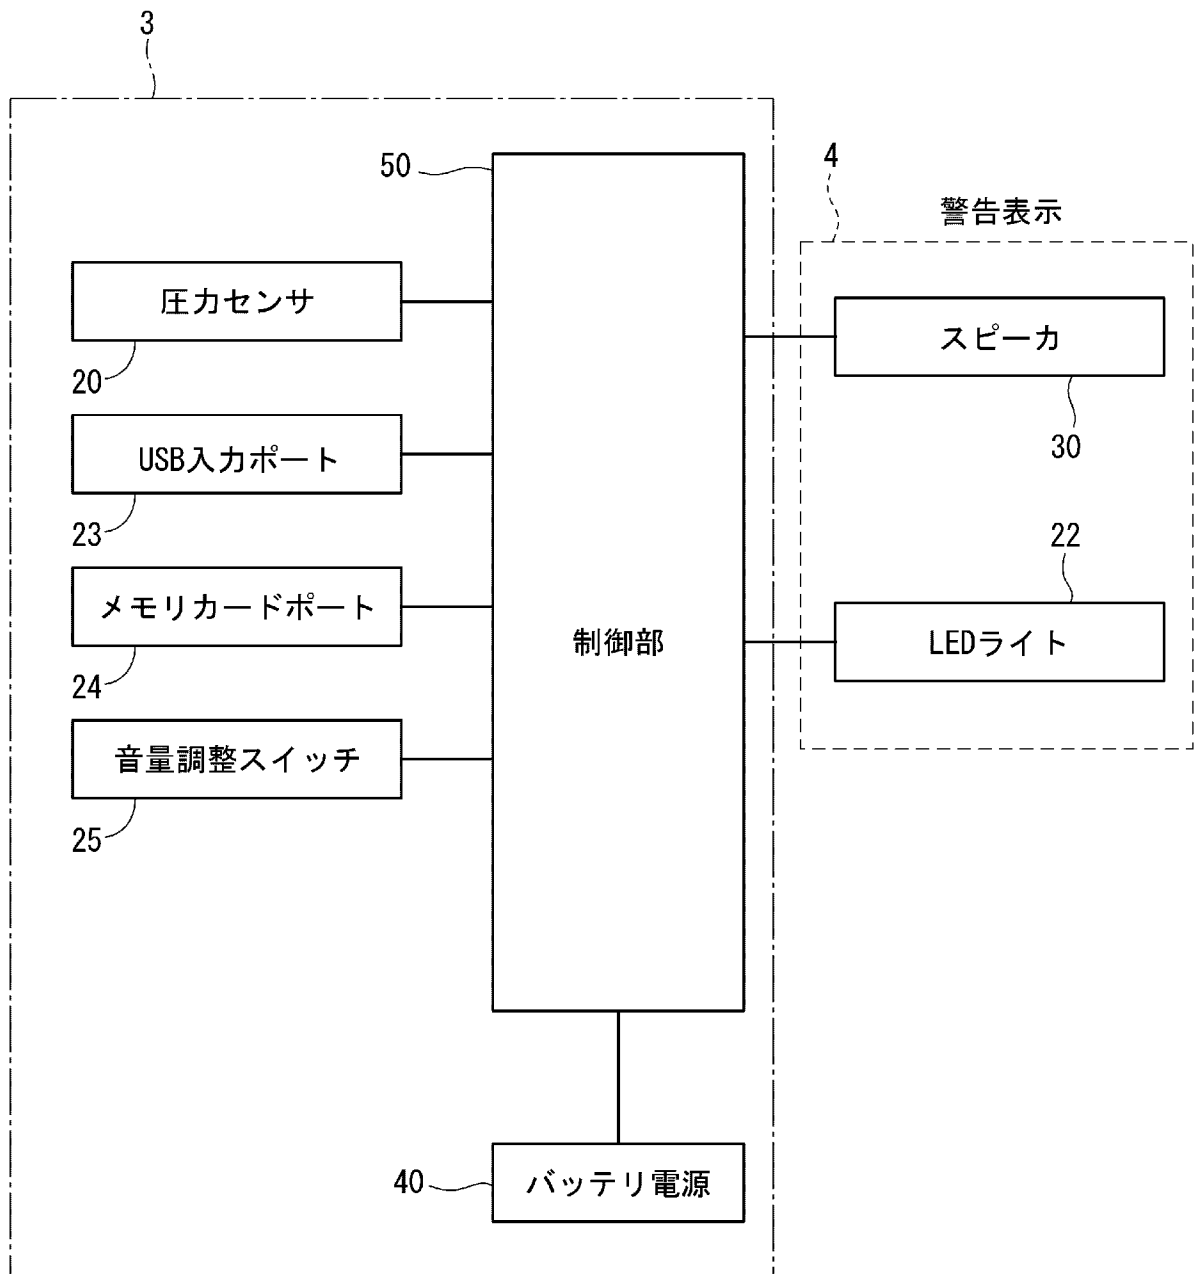 3
50
4
警告表示
圧力センサ
20
スピーカ
30
USB入力ポート
23
22
メモリカードポート
24
制御部
LEDライト
音量調整スイッチ
25
40
バッテリ電源